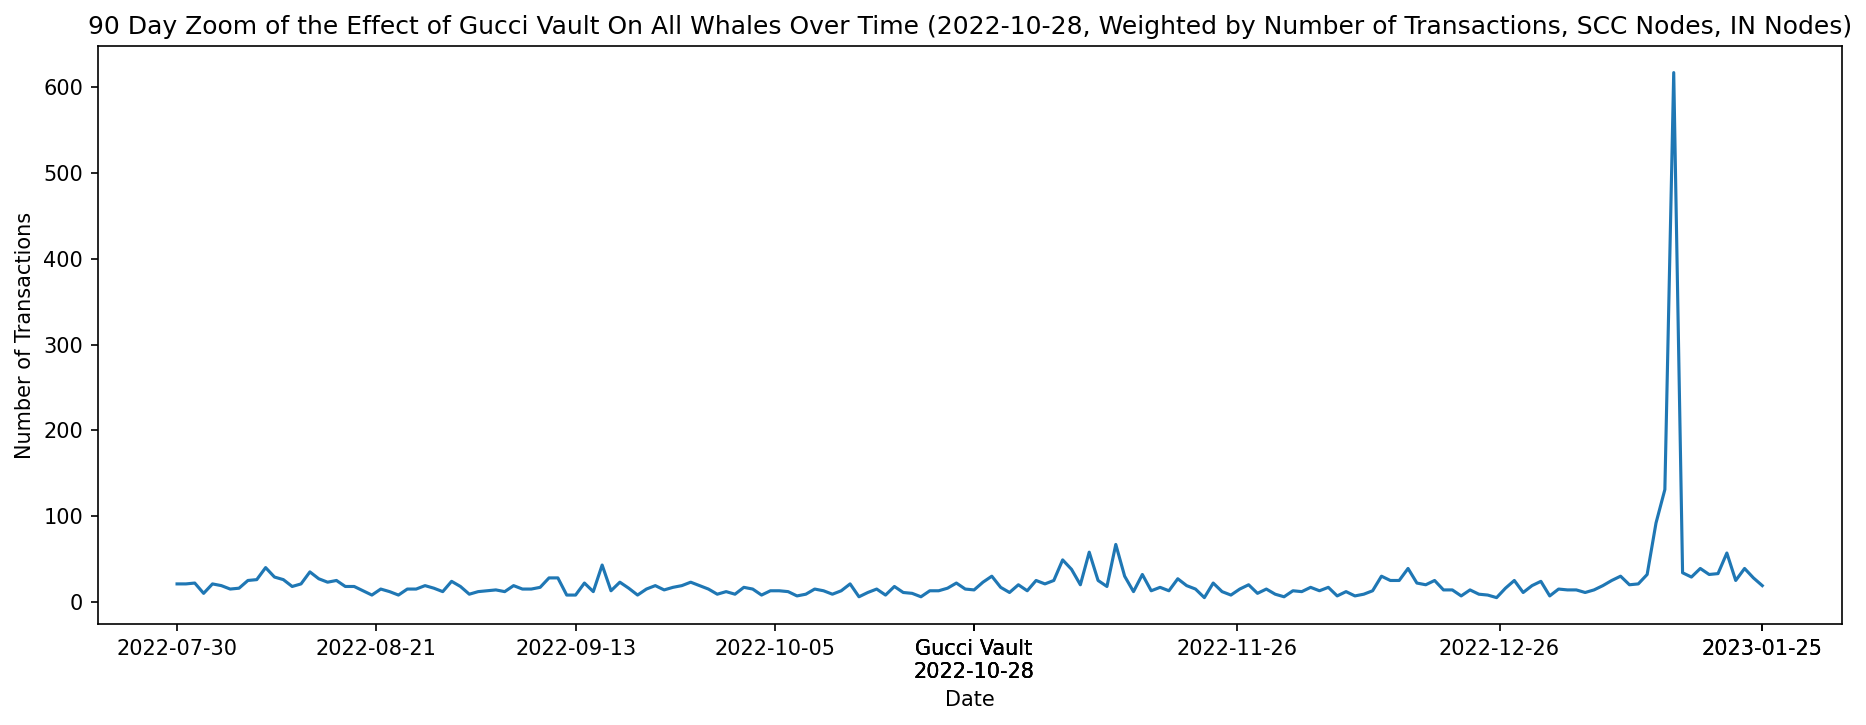 90 Day Zoom of the Effect of Gucci Vault On All Whales Over Time (2022-10-28, Weighted by Number of Transactions, SCC Nodes, IN Nodes)
Number of Transactions
600
500
400
300
200
100
0
2022-07-30 2022-08-21 2022-09-13 2022-10-05 Gucci Vault 2022-11-26 2022-12-26 2023-01-25
2022-10-28
Date